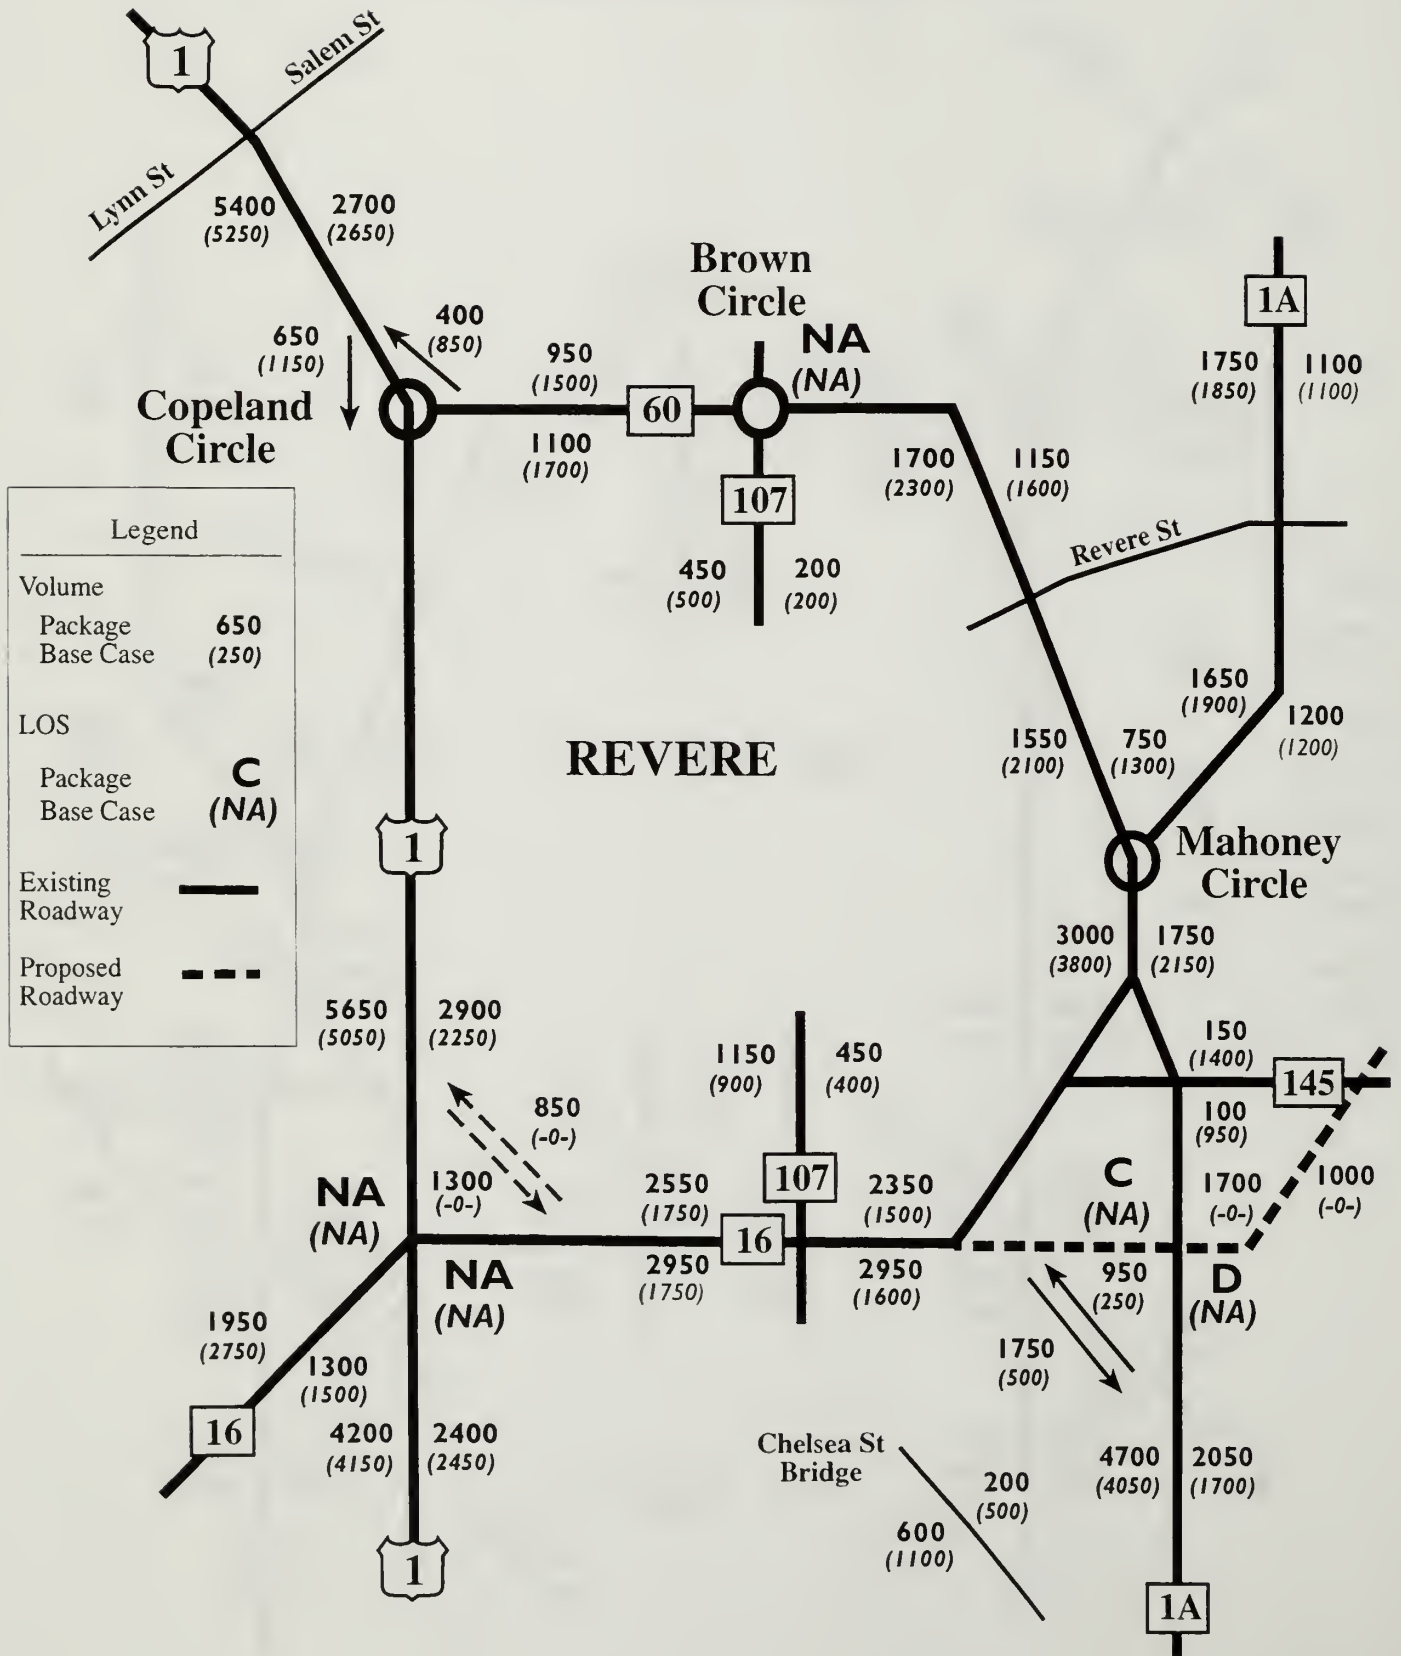 1
Salem St
Lynn St
5400
(5250)
2700
(2650)
Brown
Circle
1A
400
(850)
650
(1150)
NA
(NA)
950
(1500)
1750
(1850)
1100
(1100)
Copeland
Circle
60
1100
(1700)
1700
(2300)
1150
(1600)
107
Revere St
450
(500)
200
(200)
Legend
Volume
Package 650
Base Case (250)
LOS
Package C
Base Case (NA)
Existing
Roadway
Proposed
Roadway
1650
(1900)
1200
(1200)
REVERE
1550
(2100)
750
(1300)
1
Mahoney
Circle
3000
(3800)
1750
(2150)
5650
(5050)
2900
(2250)
1150
(900)
450
(400)
150
(1400)
145
100
(950)
850
(-0-)
1300
(-0-)
NA
(NA)
2550
(1750)
107
2350
(1500)
C
(NA)
1700
(-0-)
1000
(-0-)
16
NA
(NA)
2950
(1750)
2950
(1600)
950
(250)
D
(NA)
1950
(2750)
1300
(1500)
1750
(500)
16
4200
(4150)
2400
(2450)
Chelsea St
Bridge
200
(500)
600
(1100)
4700
(4050)
2050
(1700)
1
1A